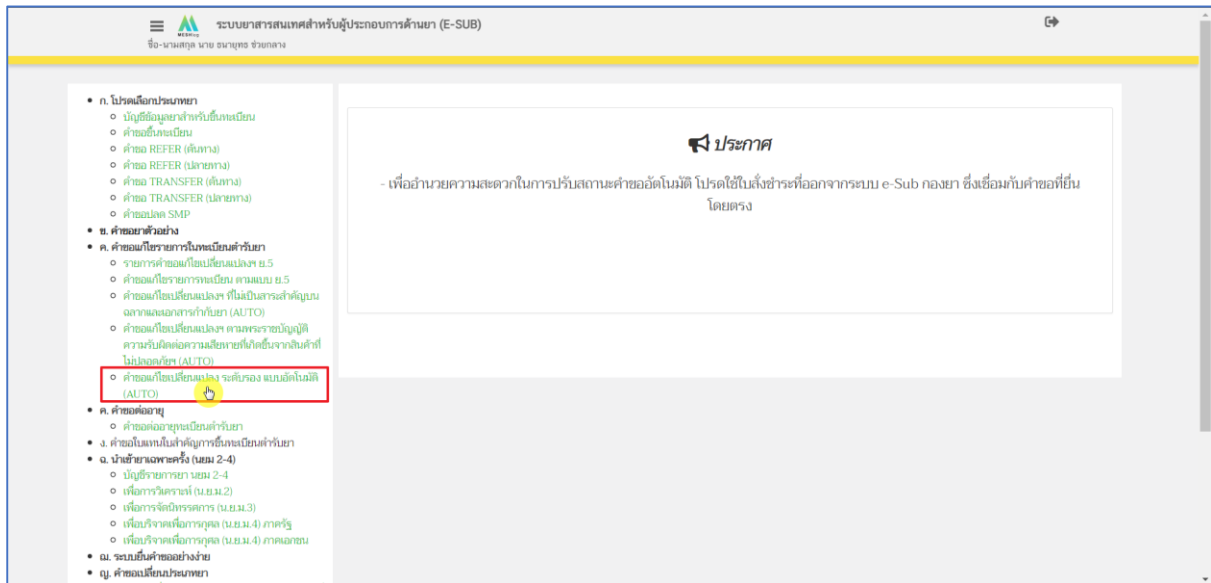 ระบบยาสารสนเทศสำหรับผู้ประกอบการด้านยา (E-SUB)
ชื่อ-นามสกุล นาย ธนายุทธ ช่วยกลาง
ก. โปรดเลือกประเภทยา
บัญชีข้อมูลยาสำหรับขึ้นทะเบียน
คำขอขึ้นทะเบียน
คำขอ REFER (ต้นทาง)
คำขอ REFER (ปลายทาง)
คำขอ TRANSFER (ต้นทาง)
คำขอ TRANSFER (ปลายทาง)
คำขอปลด SMP
ข. คำขอยาตัวอย่าง
ค. คำขอแก้ไขรายการในทะเบียนตำรับยา
รายการคำขอแก้ไขเปลี่ยนแปลงฯ ย.5
คำขอแก้ไขรายการทะเบียน ตามแบบ ย.5
คำขอแก้ไขเปลี่ยนแปลงฯ ที่ไม่เป็นสาระสำคัญบน
ฉลากและเอกสารกำกับยา (AUTO)
คำขอแก้ไขเปลี่ยนแปลงฯ ตามพระราชบัญญัติ
ความรับผิดต่อความเสียหายที่เกิดขึ้นจากสินค้าที่
ไม่ปลอดภัยฯ (AUTO)
คำขอแก้ไขเปลี่ยนแปลง ระดับรอง แบบอัตโนมัติ
(AUTO)
ค. คำขอต่ออายุ
คำขอต่ออายุทะเบียนตำรับยา
ง. คำขอใบแทนใบสำคัญการขึ้นทะเบียนตำรับยา
ฉ. นำเข้ายาเฉพาะครั้ง (นยม 2-4)
บัญชีรายการยา นยม 2-4
เพื่อการวิเคราะห์ (น.ย.ม.2)
เพื่อการจัดนิทรรศการ (น.ย.ม.3)
เพื่อบริจาคเพื่อการกุศล (น.ย.ม.4) ภาครัฐ
เพื่อบริจาคเพื่อการกุศล (น.ย.ม.4) ภาคเอกชน
ฌ. ระบบยื่นคำขออย่างง่าย
ญ. คำขอเปลี่ยนประเภทยา
ประกาศ
- เพื่ออำนวยความสะดวกในการปรับสถานะคำขออัตโนมัติ โปรดใช้ใบสั่งชำระที่ออกจากระบบ e-Sub กองยา ซึ่งเชื่อมกับคำขอที่ยื่น
โดยตรง